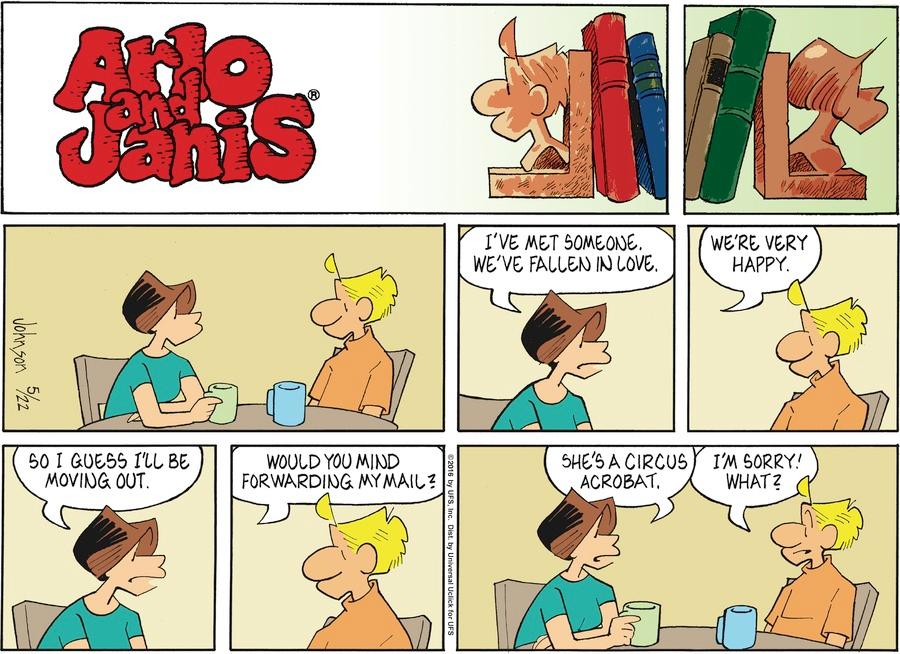 Arlo
and
Janis®
Johnson 5/22
I'VE MET SOMEONE.
WE'VE FALLEN IN LOVE.
WE'RE VERY
HAPPY.
SO I GUESS I'LL BE
MOVING OUT.
WOULD YOU MIND
FORWARDING MY MAIL?
©2016 by UFS, Inc. Dist. by Universal Uclick for UFS
SHE'S A CIRCUS
ACROBAT.
I'M SORRY!
WHAT?